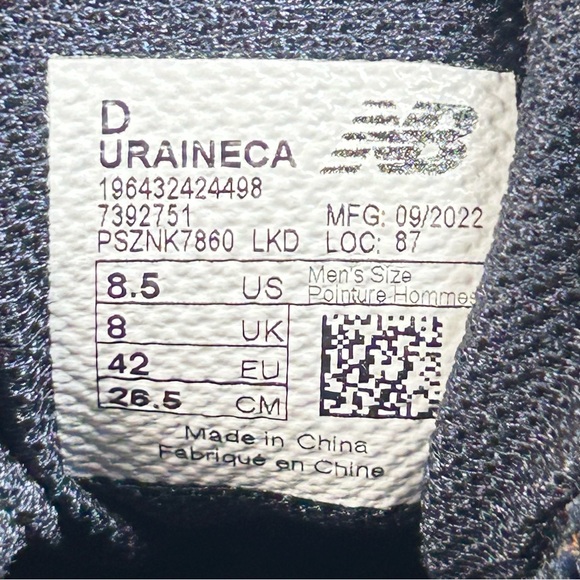 D
URAINECA
NB
196432424498
7392751 MFG: 09/2022
PSZNK7860 LKD LOC: 87
8.5 US Men's Size
Pointure Hommes
8 UK
42 EU
26.5 CM
Made in China
Fabriqué en Chine